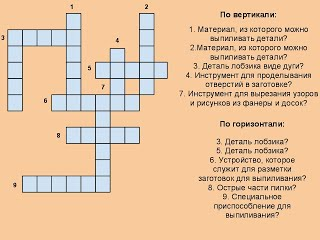 1
2
3
4
5
7
6
8
9
По вертикали:
1. Материал, из которого можно
выпиливать детали?
2.Материал, из которого можно
выпиливать детали?
3. Деталь лобзика виде дуги?
4. Инструмент для проделывания
отверстий в заготовке?
7. Инструмент для вырезания узоров
и рисунков из фанеры и досок?
По горизонтали:
3. Деталь лобзика?
5. Деталь лобзика?
6. Устройство, которое
служит для разметки
заготовок для выпиливания?
8. Острые части пилки?
9. Специальное
приспособление для
выпиливания?